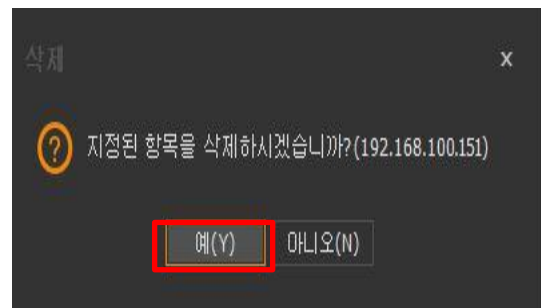 삭제
x
지정된 항목을 삭제하시겠습니까?(192.168.100.151)
예(Y) 아니오(N)